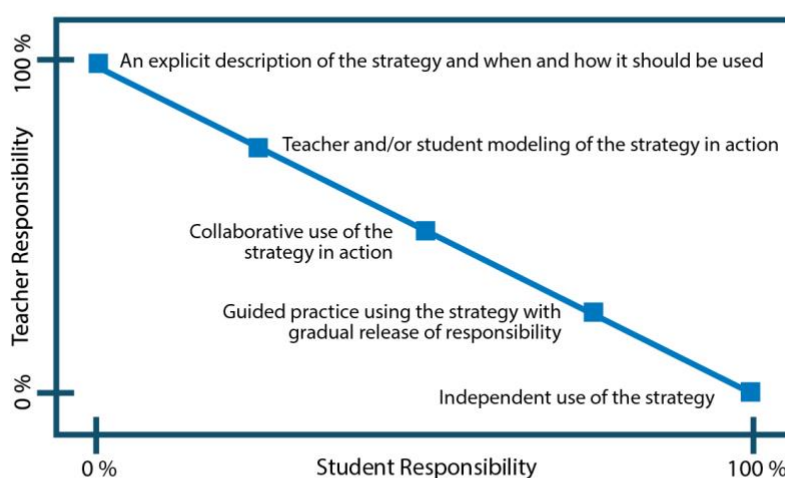 100 %
An explicit description of the strategy and when and how it should be used
Teacher and/or student modeling of the strategy in action
Teacher Responsibility
Collaborative use of the
strategy in action
Guided practice using the strategy with
gradual release of responsibility
0 %
Independent use of the strategy
0 %
Student Responsibility
100 %